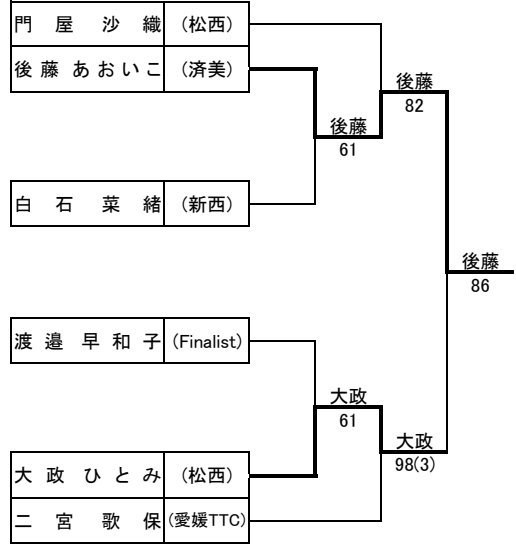 門屋沙織 (松西)
後藤あおいこ (済美)
後藤
82
後藤
61
白石菜緒 (新西)
後藤
86
渡邉早和子 (Finalist)
大政
61
大政
98(3)
大政ひとみ (松西)
二宮歌保 (愛媛TTC)